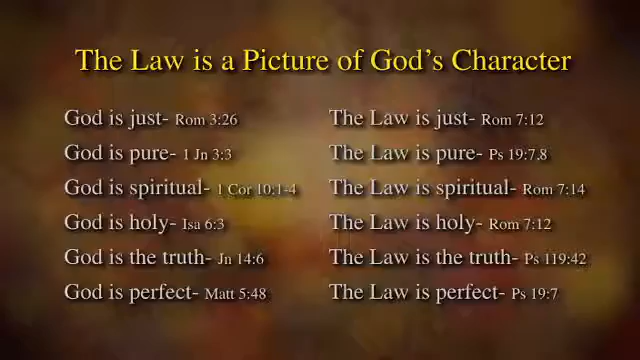 The Law is a Picture of God's Character
God is just- Rom 3:26
God is pure- 1 Jn 3:3
God is spiritual- 1 Cor 10:1-4
God is holy- Isa 6:3
God is the truth- Jn 14:6
God is perfect- Matt 5:48
The Law is just- Rom 7:12
The Law is pure- Ps 19:7,8
The Law is spiritual- Rom 7:14
The Law is holy- Rom 7:12
The Law is the truth- Ps 119:42
The Law is perfect- Ps 19:7